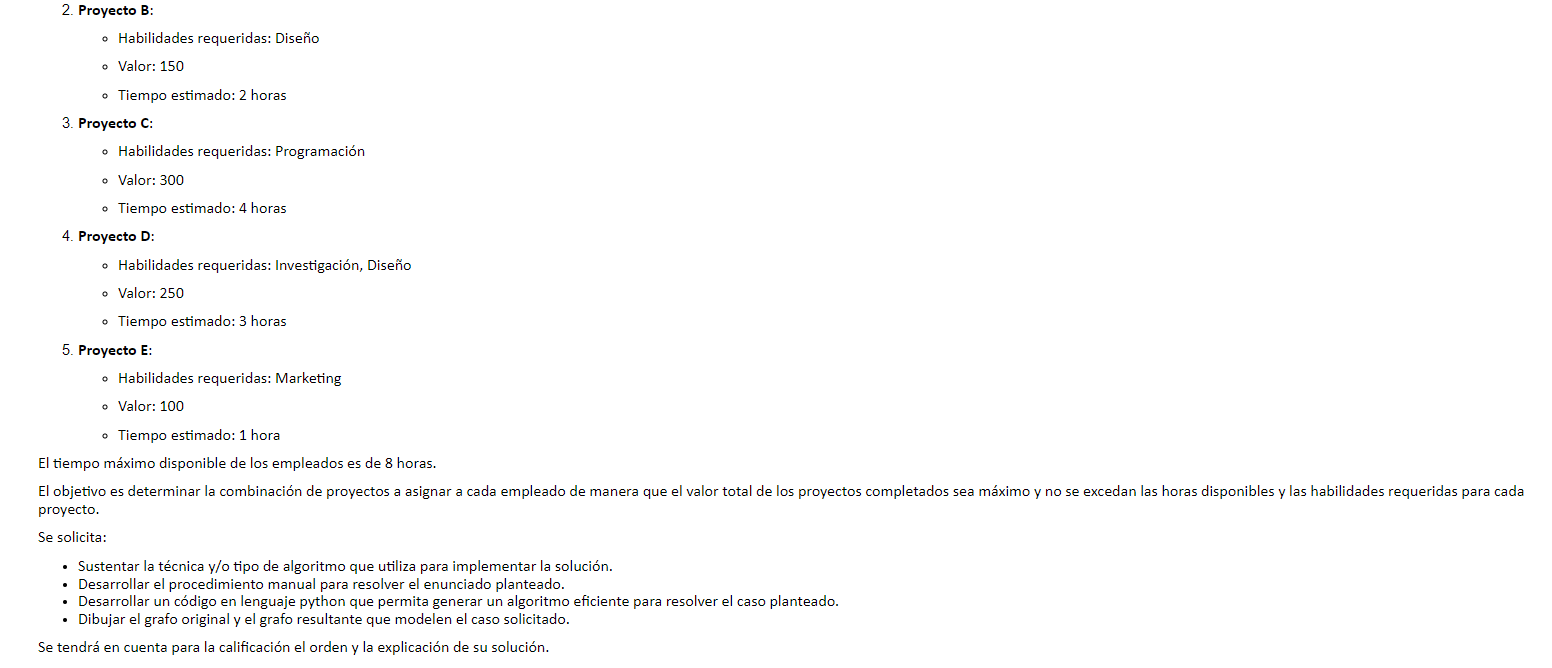 2. Proyecto B:
◦ Habilidades requeridas: Diseño
◦ Valor: 150
◦ Tiempo estimado: 2 horas
3. Proyecto C:
◦ Habilidades requeridas: Programación
◦ Valor: 300
◦ Tiempo estimado: 4 horas
4. Proyecto D:
◦ Habilidades requeridas: Investigación, Diseño
◦ Valor: 250
◦ Tiempo estimado: 3 horas
5. Proyecto E:
◦ Habilidades requeridas: Marketing
◦ Valor: 100
◦ Tiempo estimado: 1 hora
El tiempo máximo disponible de los empleados es de 8 horas.
El objetivo es determinar la combinación de proyectos a asignar a cada empleado de manera que el valor total de los proyectos completados sea máximo y no se excedan las horas disponibles y las habilidades requeridas para cada
proyecto.
Se solicita:
• Sustentar la técnica y/o tipo de algoritmo que utiliza para implementar la solución.
• Desarrollar el procedimiento manual para resolver el enunciado planteado.
• Desarrollar un código en lenguaje python que permita generar un algoritmo eficiente para resolver el caso planteado.
• Dibujar el grafo original y el grafo resultante que modelen el caso solicitado.
Se tendrá en cuenta para la calificación el orden y la explicación de su solución.